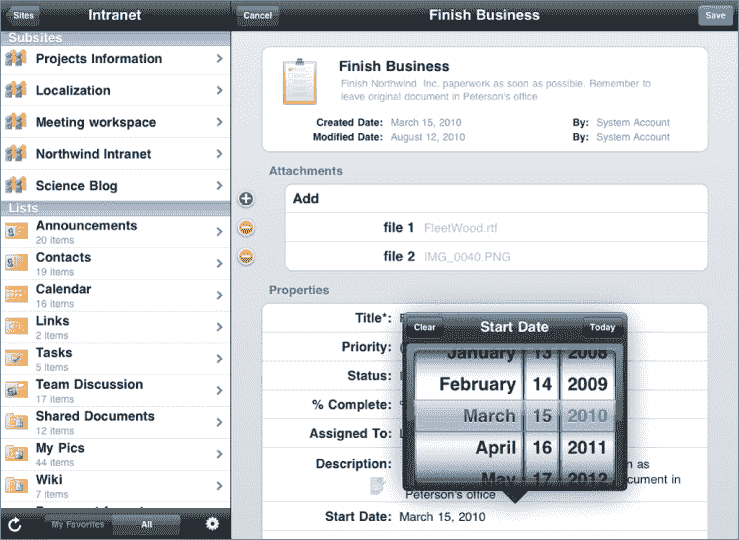 Sites
Intranet
Subsites
Projects Information
Localization
Meeting workspace
Northwind Intranet
Science Blog
Lists
Announcements
20 items
Contacts
19 items
Calendar
16 items
Links
2 items
Tasks
5 items
Team Discussion
17 items
Shared Documents
12 items
My Pics
44 items
Wiki
7 items
My Favorites
All
Cancel
Finish Business
Save
Finish Business
Finish Northwind Inc. paperwork as soon as possible. Remember to
leave original document in Peterson's office
Created Date: March 15, 2010 By: System Account
Modified Date: August 12, 2010 By: System Account
Attachments
Add
file 1 FleetWood.rtf
file 2 IMG_0040.PNG
Properties
Title*:
Priority:
Status:
% Complete:
Assigned To:
Description:
as
document in
Peterson's office
Start Date: March 15, 2010
Clear
Start Date
Today
January 13 2008
February 14 2009
March 15 2010
April 16 2011
May 17 2012